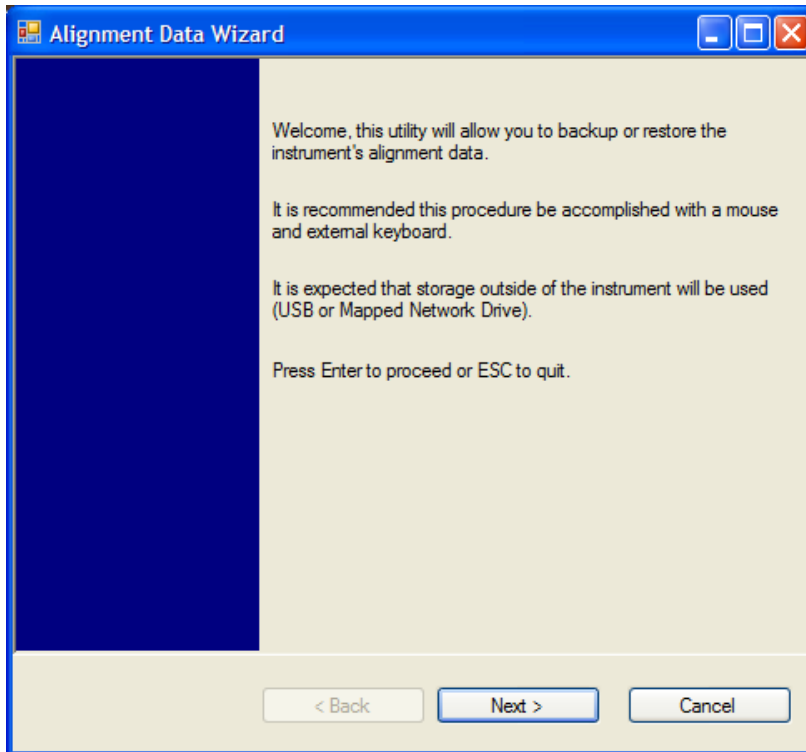 Alignment Data Wizard
Welcome, this utility will allow you to backup or restore the
instrument's alignment data.
It is recommended this procedure be accomplished with a mouse
and external keyboard.
It is expected that storage outside of the instrument will be used
(USB or Mapped Network Drive).
Press Enter to proceed or ESC to quit.
< Back Next > Cancel